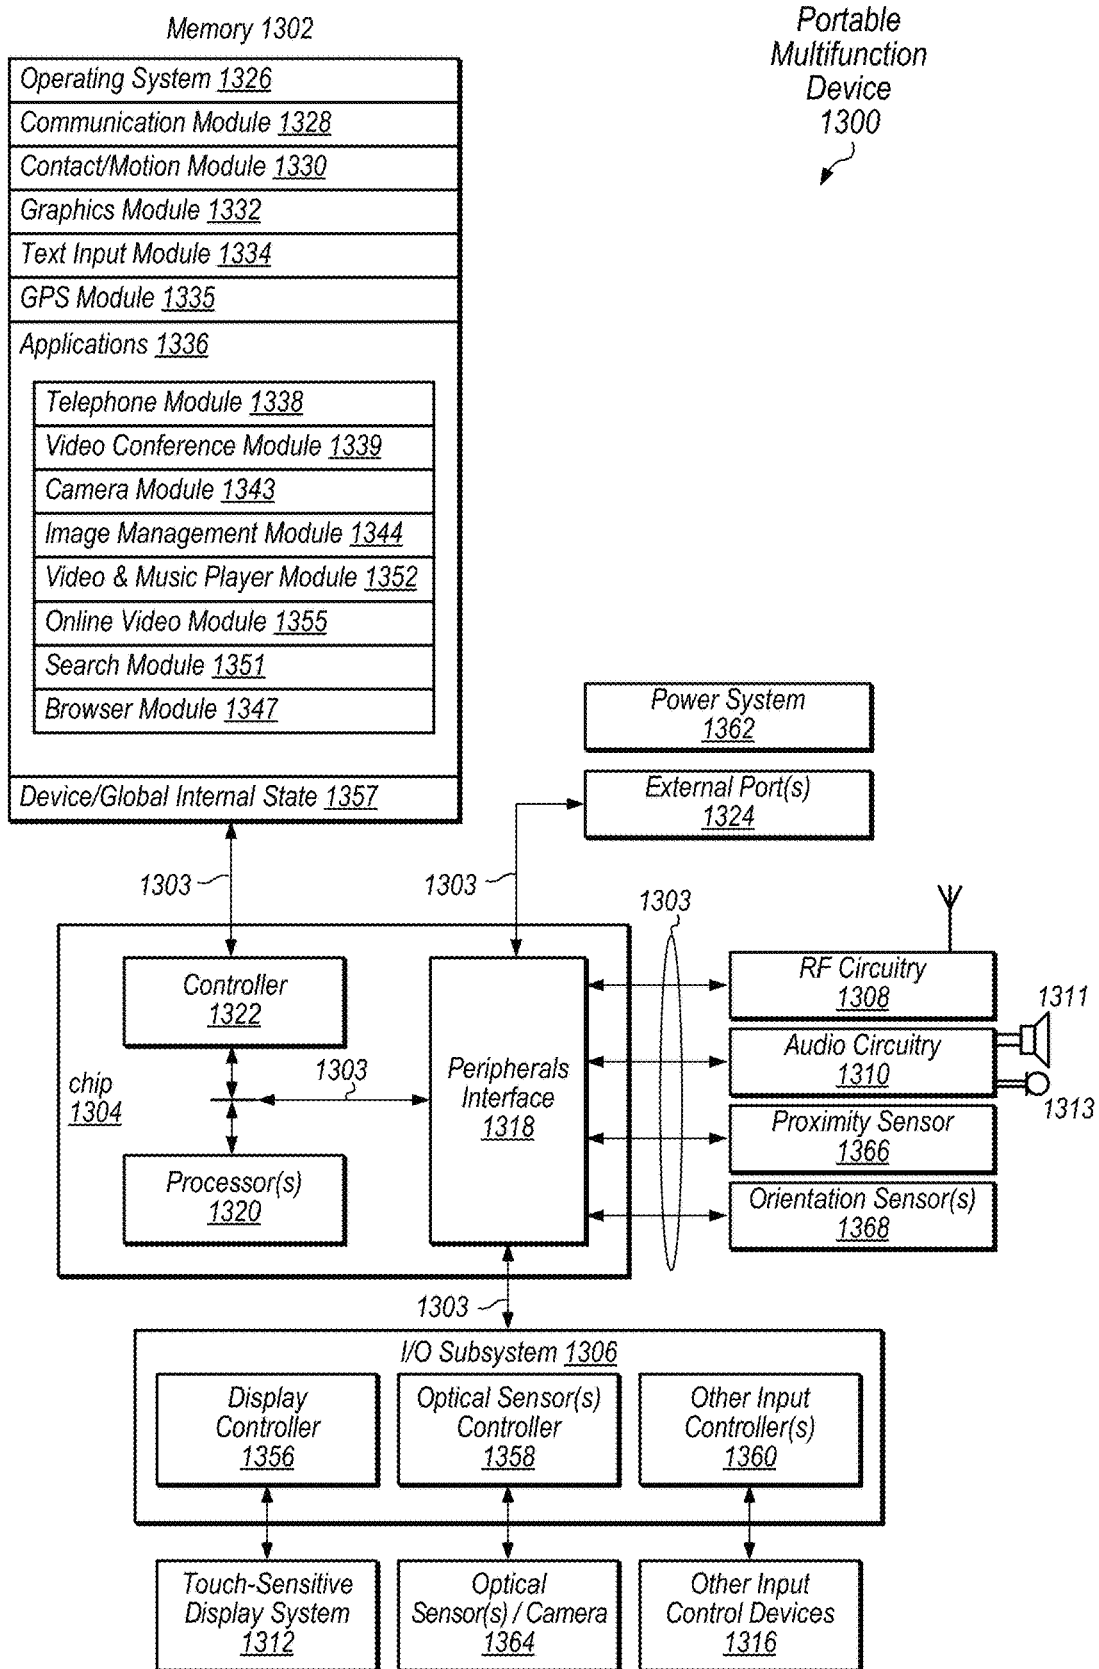 Memory 1302
Portable
Multifunction
Device
1300
Operating System 1326
Communication Module 1328
Contact/Motion Module 1330
Graphics Module 1332
Text Input Module 1334
GPS Module 1335
Applications 1336
Telephone Module 1338
Video Conference Module 1339
Camera Module 1343
Image Management Module 1344
Video & Music Player Module 1352
Online Video Module 1355
Search Module 1351
Browser Module 1347
Device/Global Internal State 1357
Power System
1362
External Port(s)
1324
1303
1303
1303
chip
1304
Controller
1322
1303
Processor(s)
1320
Peripherals
Interface
1318
RF Circuitry
1308
1311
Audio Circuitry
1310
1313
Proximity Sensor
1366
Orientation Sensor(s)
1368
1303
I/O Subsystem 1306
Display
Controller
1356
Optical Sensor(s)
Controller
1358
Other Input
Controller(s)
1360
Touch-Sensitive
Display System
1312
Optical
Sensor(s) / Camera
1364
Other Input
Control Devices
1316